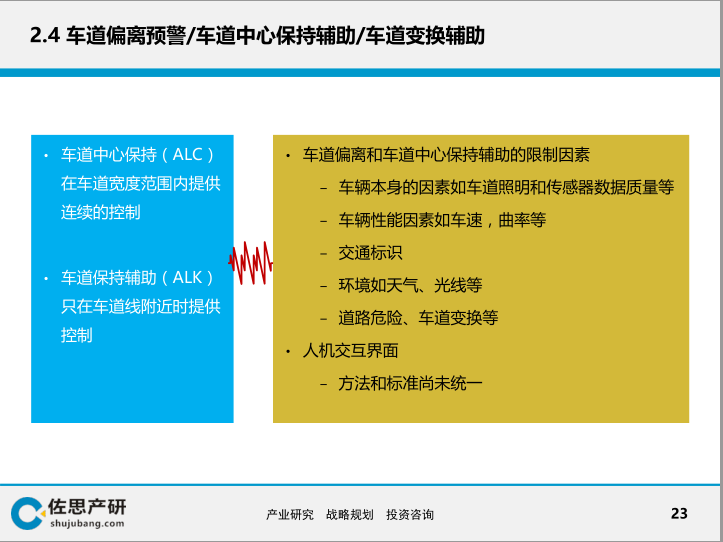 2.4 车道偏离预警/车道中心保持辅助/车道变换辅助
• 车道中心保持（ALC）
在车道宽度范围内提供
连续的控制
• 车道保持辅助（ALK）
只在车道线附近时提供
控制
• 车道偏离和车道中心保持辅助的限制因素
– 车辆本身的因素如车道照明和传感器数据质量等
– 车辆性能因素如车速，曲率等
– 交通标识
– 环境如天气、光线等
– 道路危险、车道变换等
• 人机交互界面
– 方法和标准尚未统一
佐思产研
shujubang.com
产业研究 战略规划 投资咨询
23